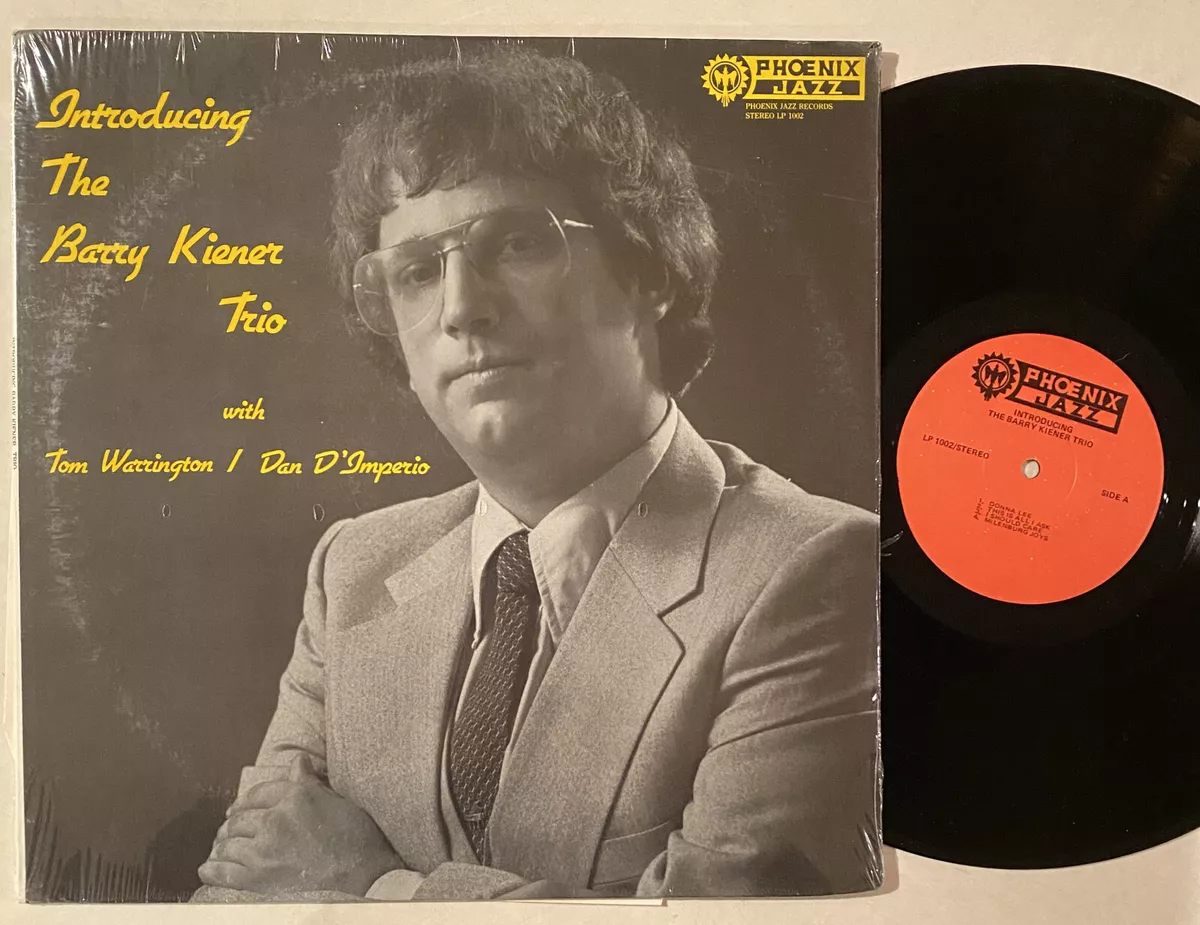 Introducing
The
Barry Kiener
Trio
with
Tom Warrington / Dan D'Imperio
PHOENIX
JAZZ
PHOENIX JAZZ RECORDS
STEREO LP 1002
PHOENIX
JAZZ
INTRODUCING
THE BARRY KIENER TRIO
LP 1002/STEREO
SIDE A
1. DONNA LEE
2. THIS IS ALL I ASK
3. I SHOULD CARE
4. MILENBURG JOYS